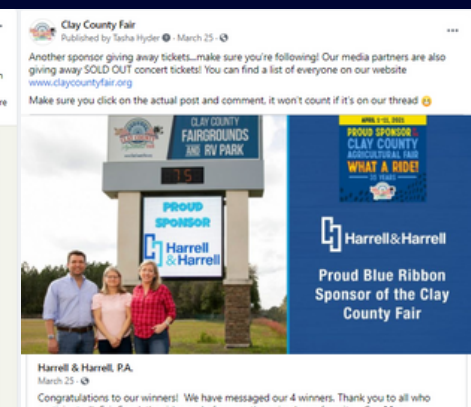 Clay County Fair
Published by Tasha Hyder · March 25 ·
Another sponsor giving away tickets...make sure you're following! Our media partners are also
giving away SOLD OUT concert tickets! You can find a list of everyone on our website
www.claycountyfair.org
Make sure you click on the actual post and comment, it won't count if it's on our thread
CLAY COUNTY
FAIRGROUNDS
AND RV PARK
75
PROUD
SPONSOR
Harrell
& Harrell
APRIL 1-11, 2021
PROUD SPONSOR
CLAY COUNTY
AGRICULTURAL FAIR
WHAT A RIDE!
Harrell & Harrell
Proud Blue Ribbon
Sponsor of the Clay
County Fair
Harrell & Harrell, P.A.
March 25 ·
Congratulations to our winners! We have messaged our 4 winners. Thank you to all who